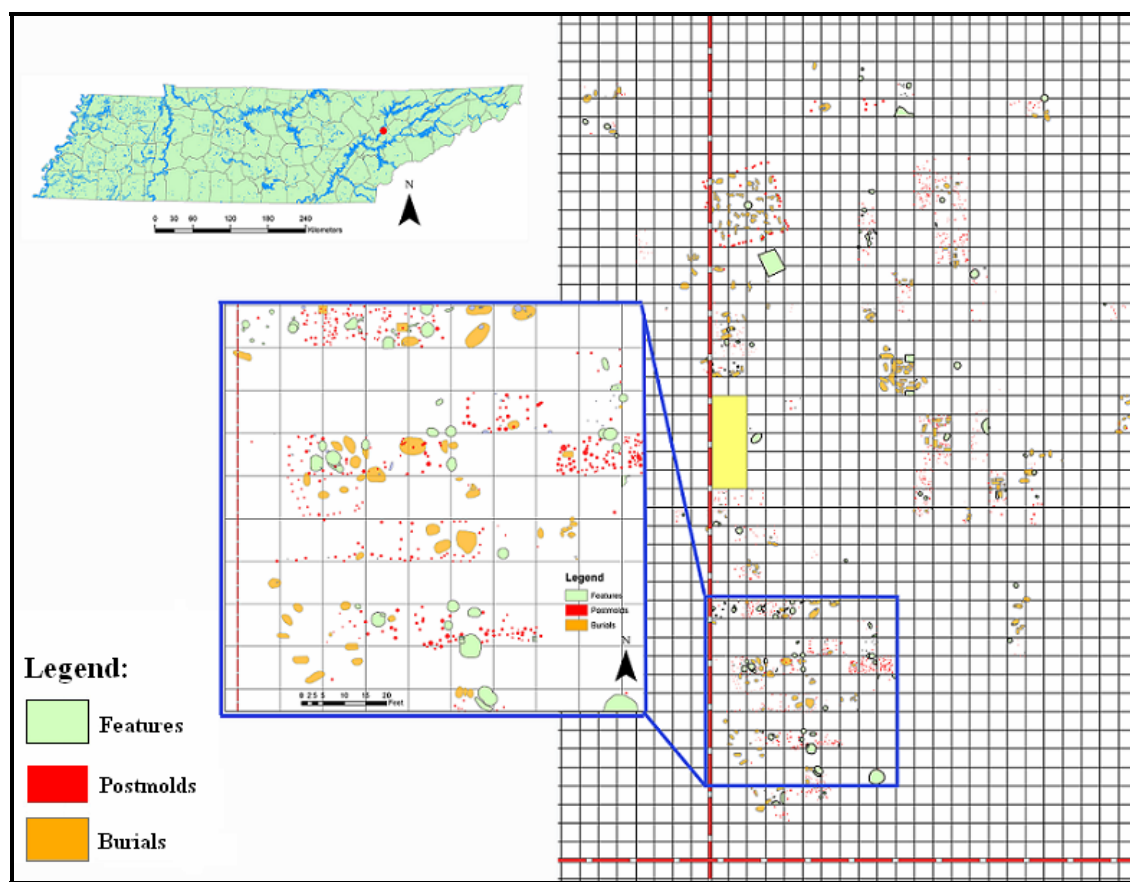 N
0 30 60 120 180 240
Kilometers
Legend
Features
Postmolds
Burials
N
0 2.5 5 10 15 20
Feet
Legend:
Features
Postmolds
Burials